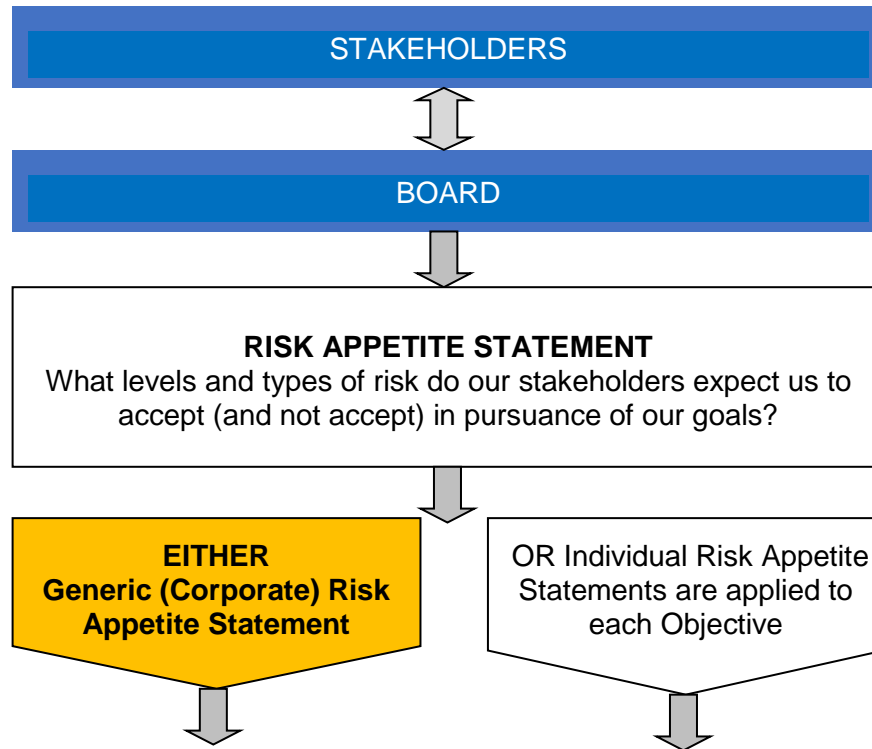 STAKEHOLDERS
BOARD
RISK APPETITE STATEMENT
What levels and types of risk do our stakeholders expect us to
accept (and not accept) in pursuance of our goals?
EITHER
Generic (Corporate) Risk
Appetite Statement
OR Individual Risk Appetite
Statements are applied to
each Objective